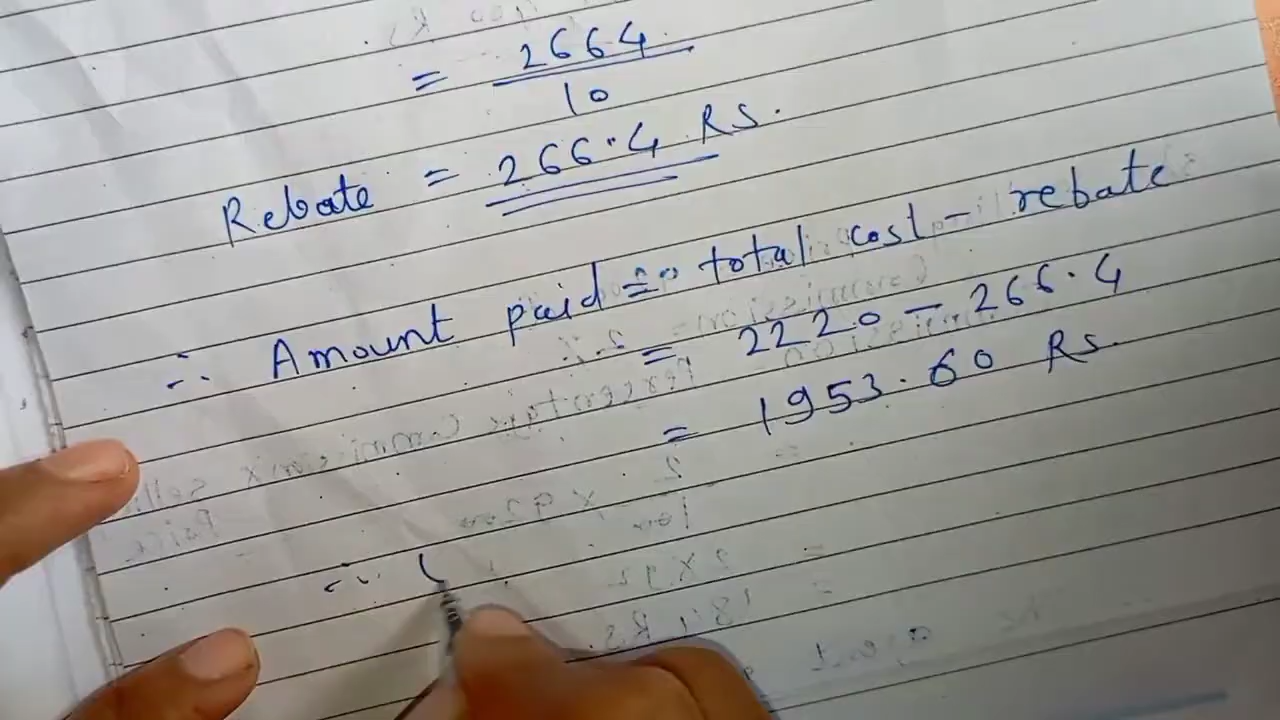 = 2664
10
Rebate = 266.4 Rs.
∴ Amount paid = total cost - rebate
= 2220 - 266.4
= 1953.60 Rs.
∴